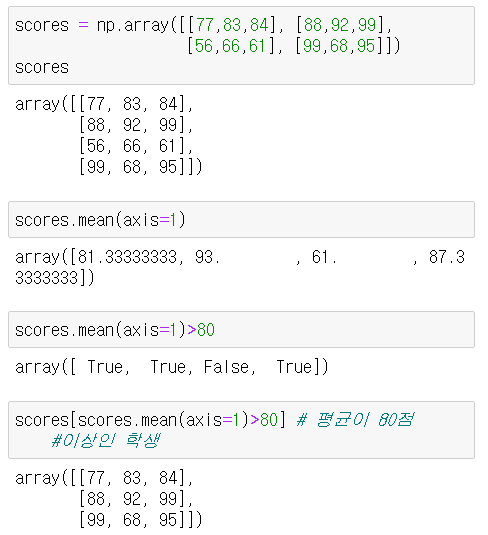 scores = np.array([[77,83,84], [88,92,99],
                   [56,66,61], [99,68,95]])
scores
array([[77, 83, 84],
       [88, 92, 99],
       [56, 66, 61],
       [99, 68, 95]])
scores.mean(axis=1)
array([81.33333333, 93.        , 61.        , 87.3
3333333])
scores.mean(axis=1)>80
array([ True,  True, False,  True])
scores[scores.mean(axis=1)>80] # 평균이 80점
    #이상인 학생
array([[77, 83, 84],
       [88, 92, 99],
       [99, 68, 95]])